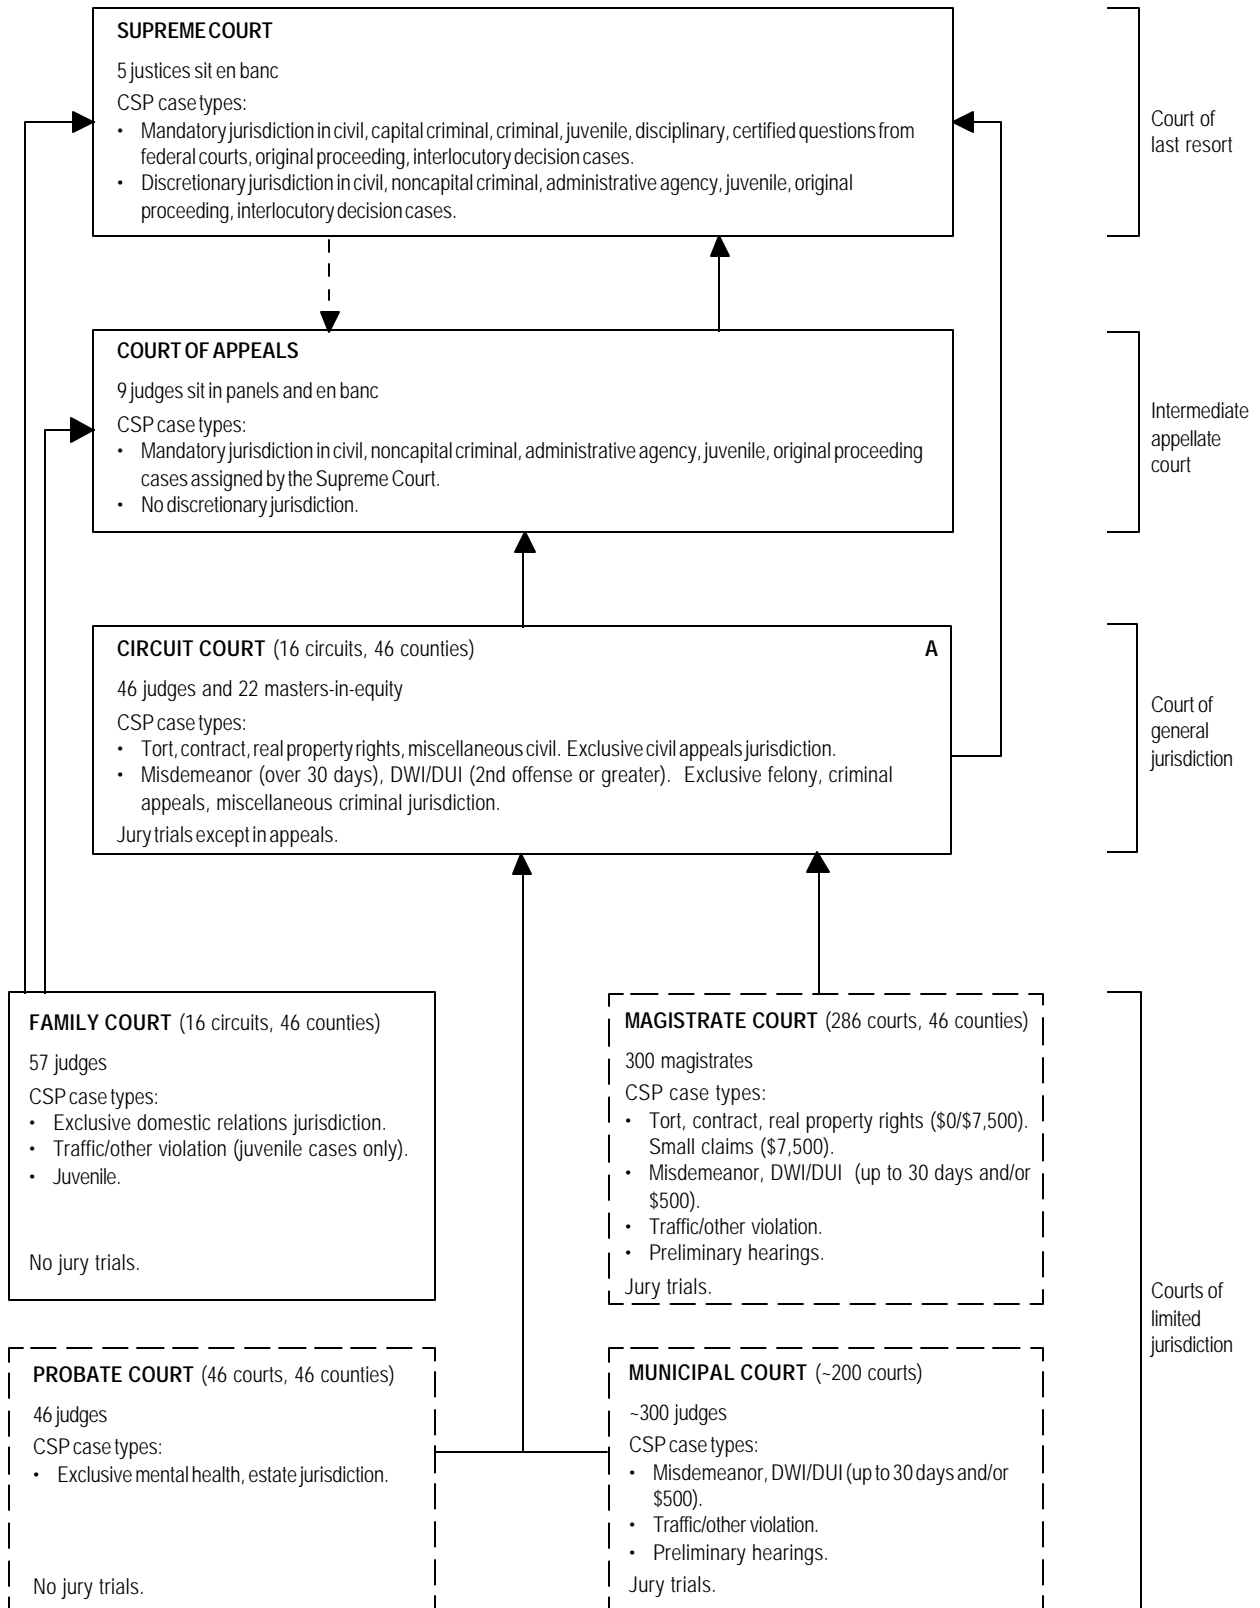 SUPREME COURT
5 justices sit en banc
CSP case types:
• Mandatory jurisdiction in civil, capital criminal, criminal, juvenile, disciplinary, certified questions from
federal courts, original proceeding, interlocutory decision cases.
• Discretionary jurisdiction in civil, noncapital criminal, administrative agency, juvenile, original
proceeding, interlocutory decision cases.
Court of
last resort
COURT OF APPEALS
9 judges sit in panels and en banc
CSP case types:
• Mandatory jurisdiction in civil, noncapital criminal, administrative agency, juvenile, original proceeding
cases assigned by the Supreme Court.
• No discretionary jurisdiction.
Intermediate
appellate
court
CIRCUIT COURT (16 circuits, 46 counties) A
46 judges and 22 masters-in-equity
CSP case types:
• Tort, contract, real property rights, miscellaneous civil. Exclusive civil appeals jurisdiction.
• Misdemeanor (over 30 days), DWI/DUI (2nd offense or greater). Exclusive felony, criminal
appeals, miscellaneous criminal jurisdiction.
Jury trials except in appeals.
Court of
general
jurisdiction
FAMILY COURT (16 circuits, 46 counties)
57 judges
CSP case types:
• Exclusive domestic relations jurisdiction.
• Traffic/other violation (juvenile cases only).
• Juvenile.
No jury trials.
MAGISTRATE COURT (286 courts, 46 counties)
300 magistrates
CSP case types:
• Tort, contract, real property rights ($0/$7,500).
Small claims ($7,500).
• Misdemeanor, DWI/DUI (up to 30 days and/or
$500).
• Traffic/other violation.
• Preliminary hearings.
Jury trials.
Courts of
limited
jurisdiction
PROBATE COURT (46 courts, 46 counties)
46 judges
CSP case types:
• Exclusive mental health, estate jurisdiction.
No jury trials.
MUNICIPAL COURT (~200 courts)
~300 judges
CSP case types:
• Misdemeanor, DWI/DUI (up to 30 days and/or
$500).
• Traffic/other violation.
• Preliminary hearings.
Jury trials.